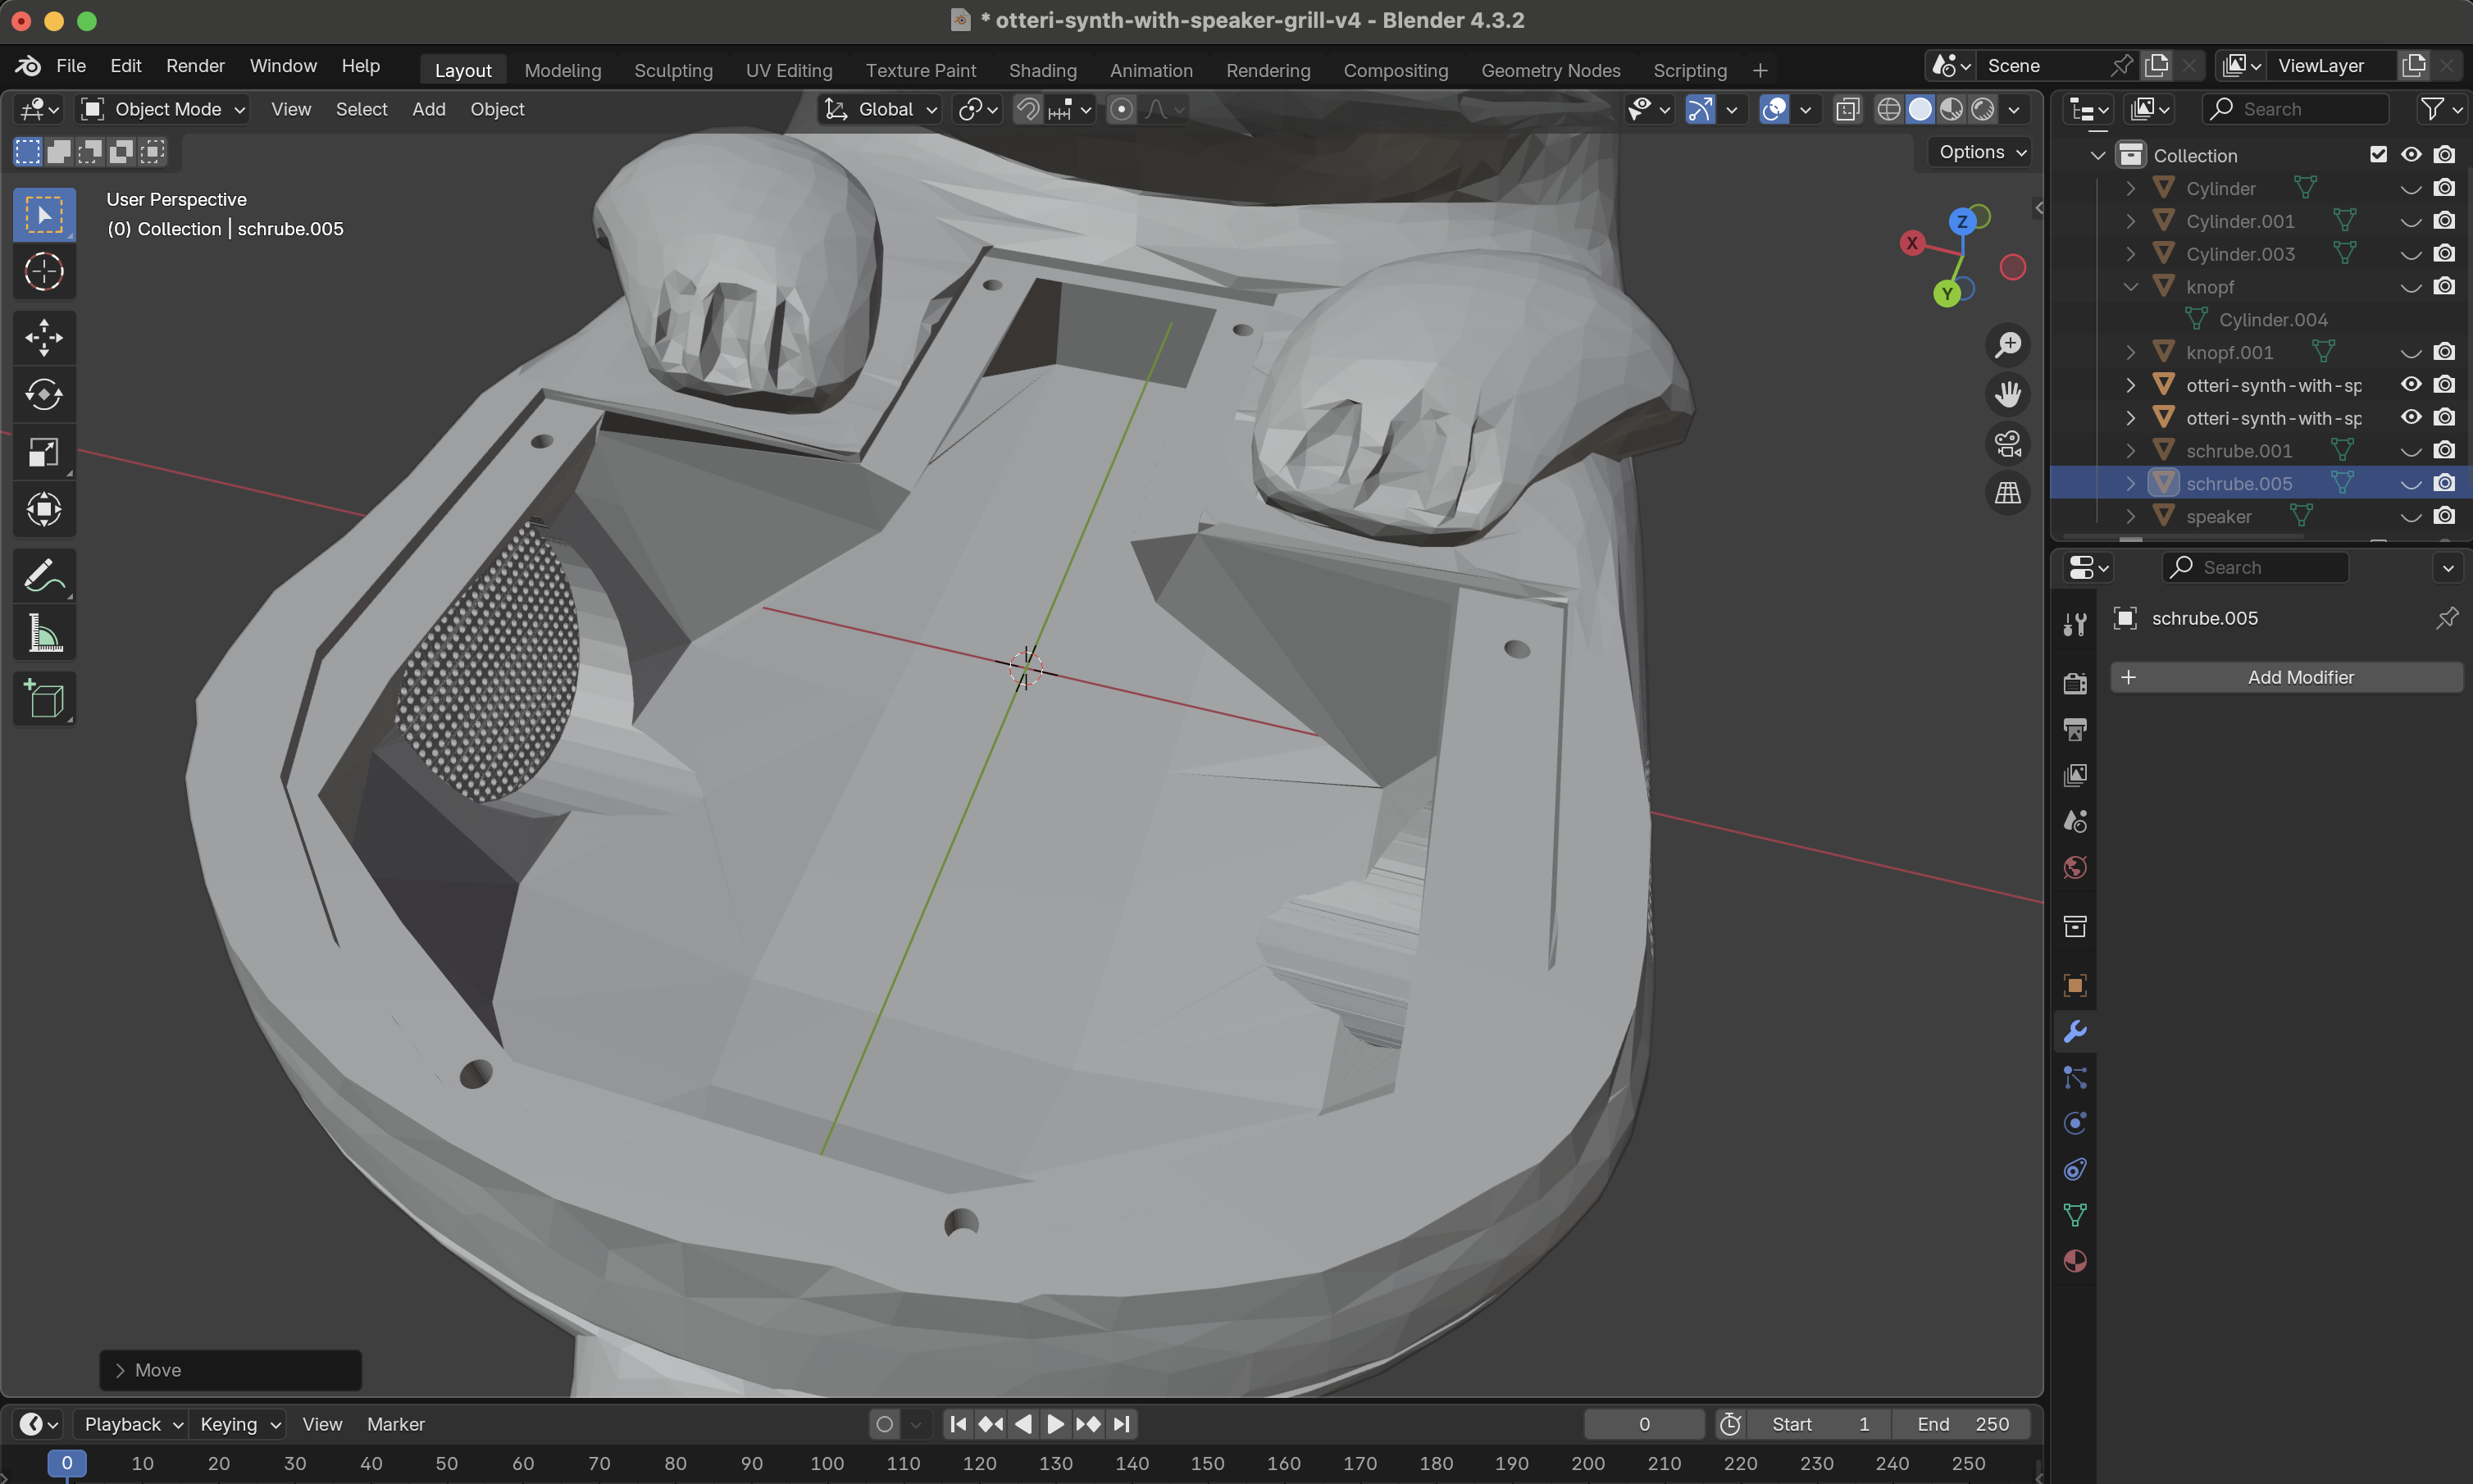 * otteri-synth-with-speaker-grill-v4 - Blender 4.3.2
File Edit Render Window Help
Layout Modeling Sculpting UV Editing Texture Paint Shading Animation Rendering Compositing Geometry Nodes Scripting +
Scene
ViewLayer
Object Mode View Select Add Object
Global
Search
Options
User Perspective
(0) Collection | schrube.005
Z
X
Y
Collection
Cylinder
Cylinder.001
Cylinder.003
knopf
Cylinder.004
knopf.001
otteri-synth-with-sp
otteri-synth-with-sp
schrube.001
schrube.005
speaker
Search
schrube.005
+ Add Modifier
Move
Playback Keying View Marker
0
Start 1
End 250
0 10 20 30 40 50 60 70 80 90 100 110 120 130 140 150 160 170 180 190 200 210 220 230 240 250